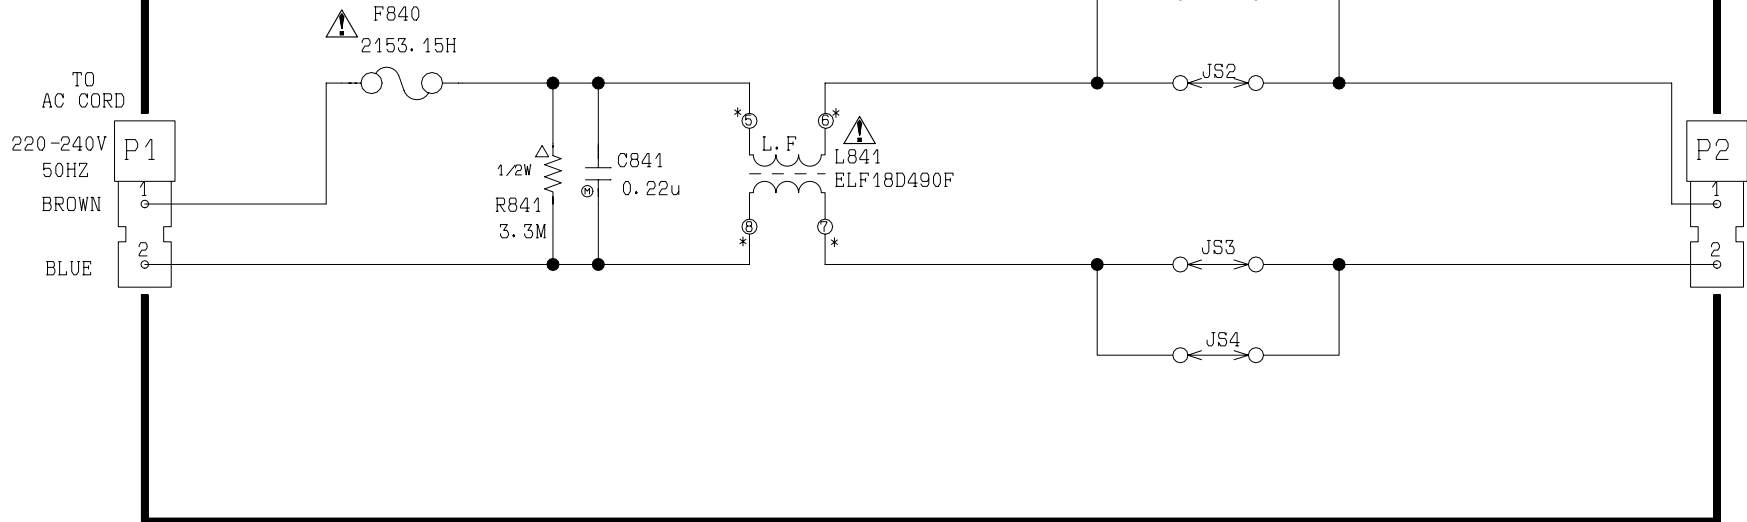 F840
2153.15H
TO
AC CORD
220-240V
50HZ
P1
1
BROWN
2
BLUE
1/2W
R841
3.3M
C841
0.22u
M
*5
6*
L.F
L841
ELF18D490F
8
*
7
*
JS2
JS3
JS4
P2
1
2